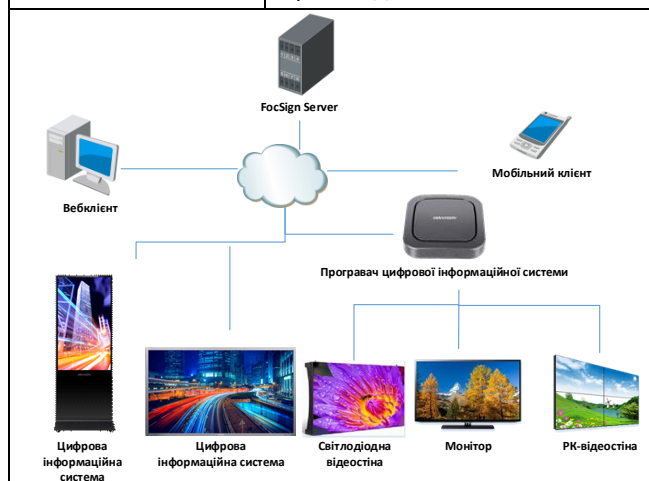 FocSign Server
Вебклієнт
Мобільний клієнт
HIKVISION
Програвач цифрової інформаційної системи
Цифрова
інформаційна
система
Цифрова
інформаційна система
Світлодіодна
відеостіна
Монітор
РК-відеостіна